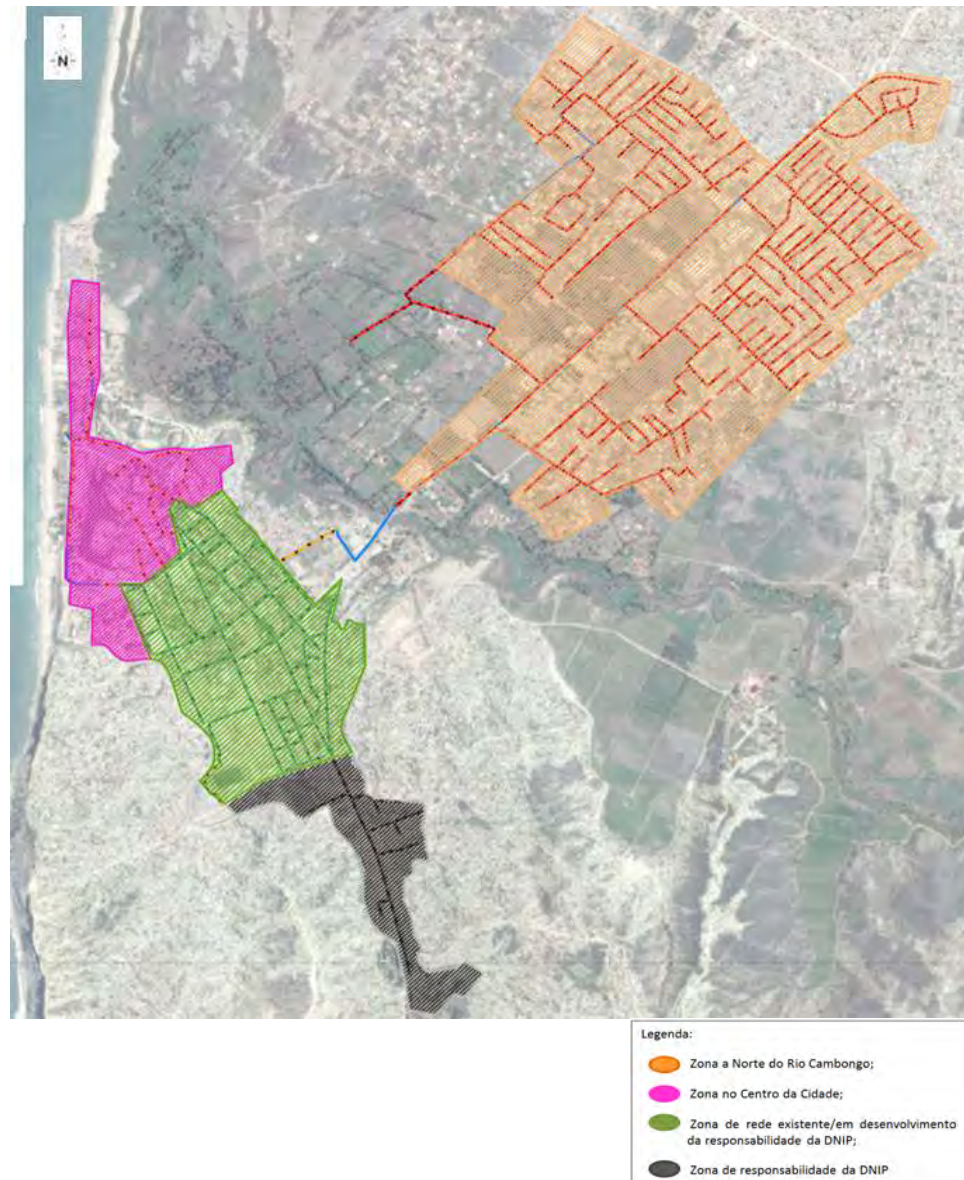 N
Legenda:
Zona a Norte do Rio Cambongo;
Zona no Centro da Cidade;
Zona de rede existente/em desenvolvimento
da responsabilidade da DNIP;
Zona de responsabilidade da DNIP